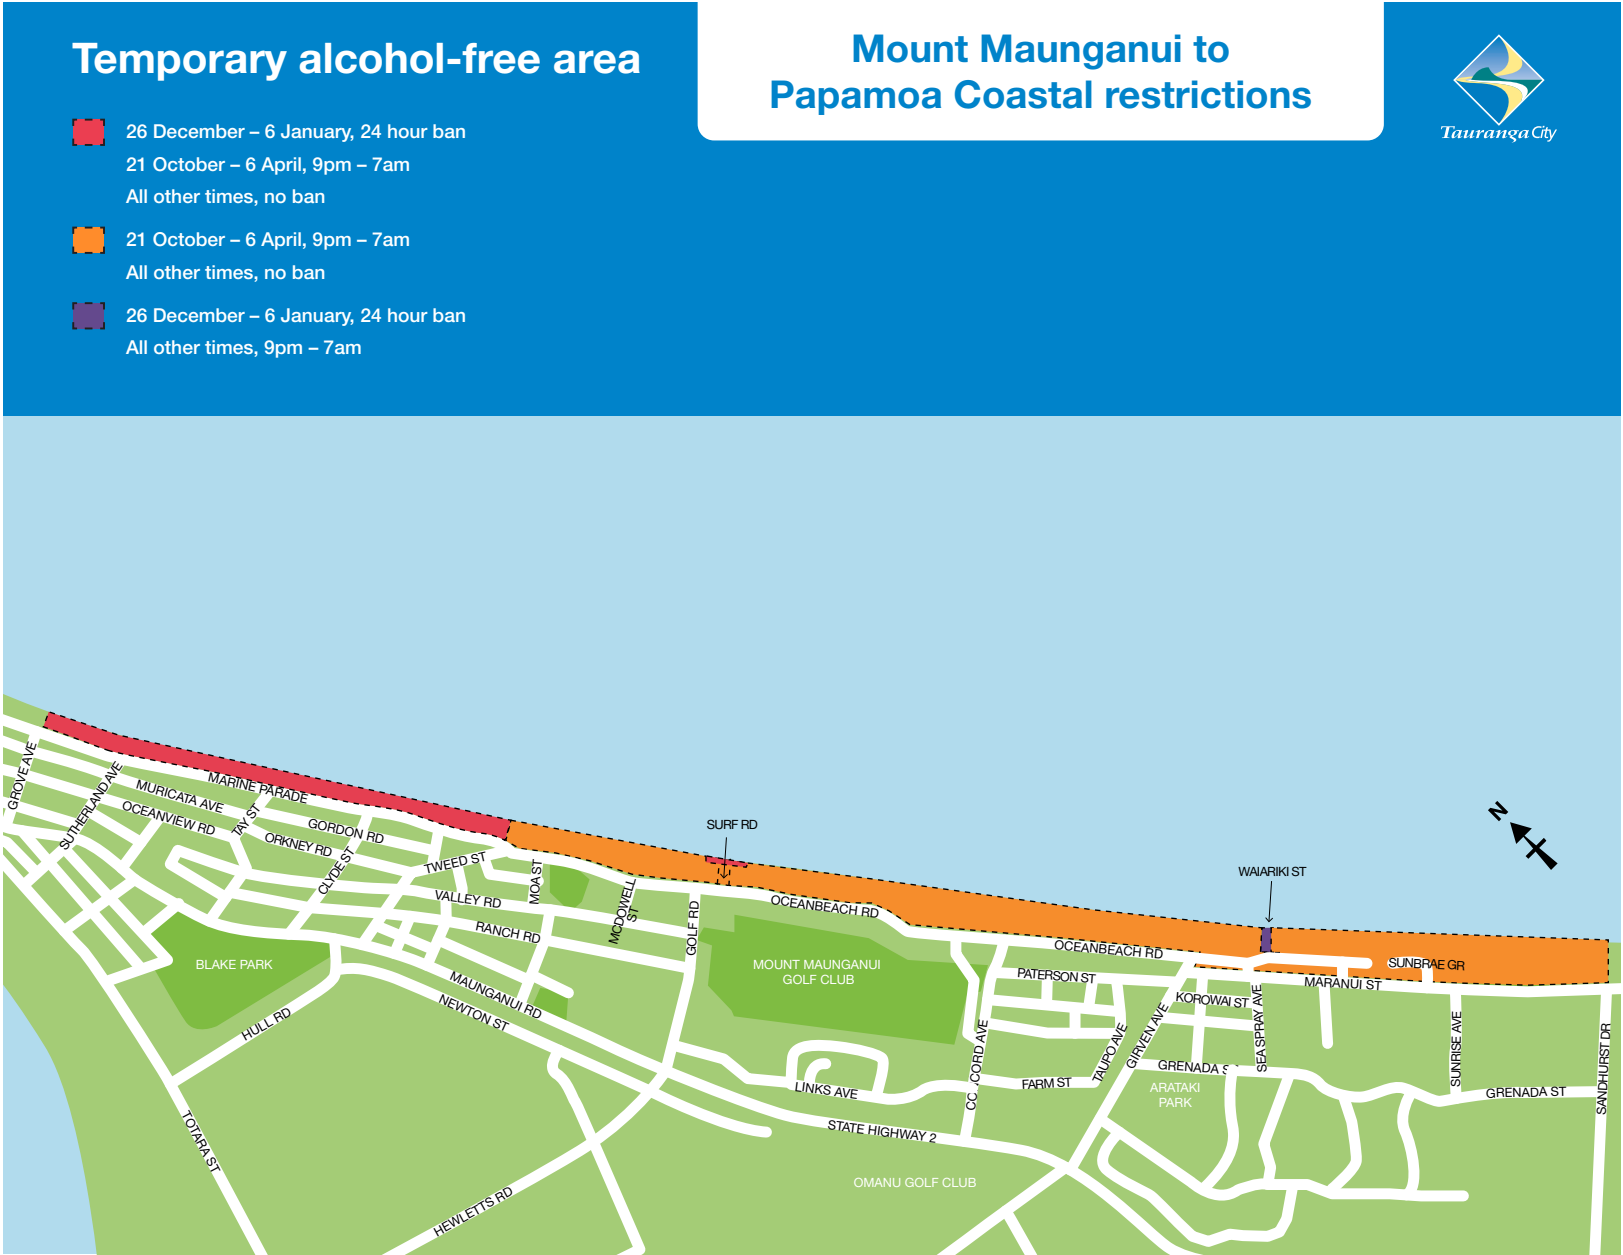 Temporary alcohol-free area
Mount Maunganui to
Papamoa Coastal restrictions
Tauranga City
26 December – 6 January, 24 hour ban
21 October – 6 April, 9pm – 7am
All other times, no ban
21 October – 6 April, 9pm – 7am
All other times, no ban
26 December – 6 January, 24 hour ban
All other times, 9pm – 7am
N
GROVE AVE
SUTHERLAND AVE
MARINE PARADE
MURICATA AVE
OCEANVIEW RD
TAY ST
GORDON RD
ORKNEY RD
CLYDE ST
TWEED ST
MOA ST
VALLEY RD
RANCH RD
MCDOWELL
ST
SURF RD
GOLF RD
OCEANBEACH RD
WAIARIKI ST
OCEANBEACH RD
SUNBRAE GR
MARANUI ST
PATERSON ST
KOROWAI ST
BLAKE PARK
MOUNT MAUNGANUI
GOLF CLUB
MAUNGANUI RD
NEWTON ST
HULL RD
CONCORD AVE
TAUPO AVE
GIRVEN AVE
SEA SPRAY AVE
SUNRISE AVE
SANDHURST DR
GRENADA S
ARATAKI
PARK
GRENADA ST
LINKS AVE
FARM ST
STATE HIGHWAY 2
TOTARA ST
OMANU GOLF CLUB
HEWLETTS RD